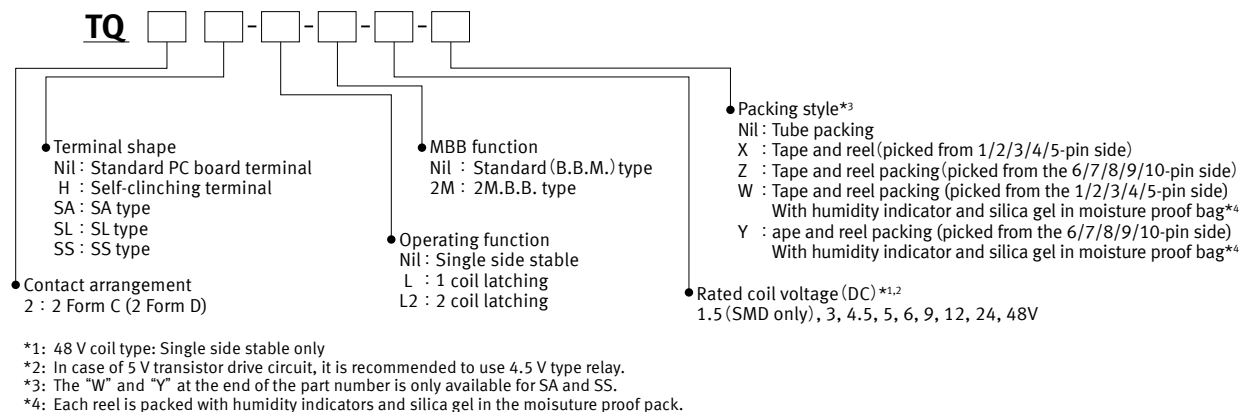 TQ - - - -
Terminal shape
Nil : Standard PC board terminal
H : Self-clinching terminal
SA : SA type
SL : SL type
SS : SS type
Contact arrangement
2 : 2 Form C (2 Form D)
MBB function
Nil : Standard (B.B.M.) type
2M : 2M.B.B. type
Operating function
Nil : Single side stable
L : 1 coil latching
L2 : 2 coil latching
Packing style*3
Nil : Tube packing
X : Tape and reel (picked from 1/2/3/4/5-pin side)
Z : Tape and reel packing (picked from the 6/7/8/9/10-pin side)
W : Tape and reel packing (picked from the 1/2/3/4/5-pin side)
With humidity indicator and silica gel in moisture proof bag*4
Y : ape and reel packing (picked from the 6/7/8/9/10-pin side)
With humidity indicator and silica gel in moisture proof bag*4
Rated coil voltage (DC) *1,2
1.5 (SMD only), 3, 4.5, 5, 6, 9, 12, 24, 48V
*1: 48 V coil type: Single side stable only
*2: In case of 5 V transistor drive circuit, it is recommended to use 4.5 V type relay.
*3: The “W” and “Y” at the end of the part number is only available for SA and SS.
*4: Each reel is packed with humidity indicators and silica gel in the moisuture proof pack.